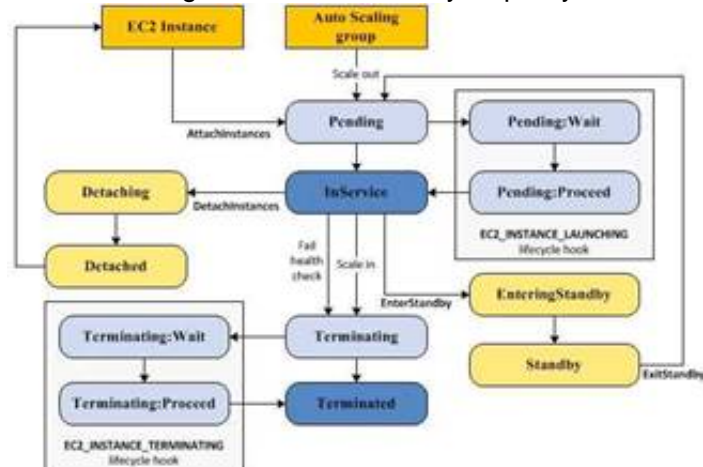 EC2 Instance
Auto Scaling
group
Scale out
Pending
AttachInstances
Pending:Wait
Pending:Proceed
EC2_INSTANCE_LAUNCHING
lifecycle hook
Detaching
DetachInstances
InService
Detached
Fail
health
check
Scale in
EnterStandby
EnteringStandby
Standby
ExitStandby
Terminating:Wait
Terminating
Terminating:Proceed
Terminated
EC2_INSTANCE_TERMINATING
lifecycle hook